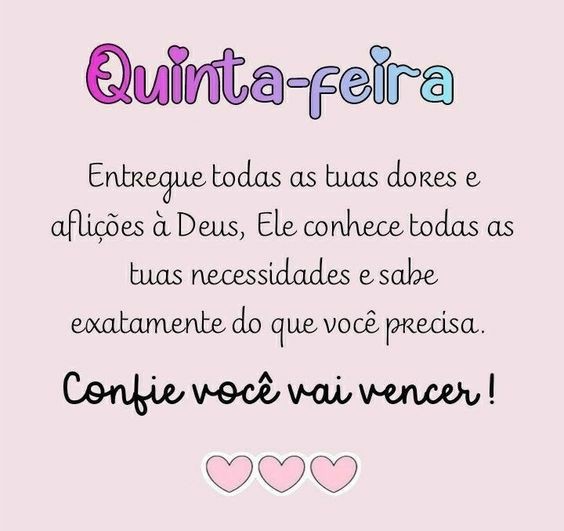 Quinta-feira
Entregue todas as tuas dores e
aflições à Deus, Ele conhece todas as
tuas necessidades e sabe
exatamente do que você precisa.
Confie você vai vencer!